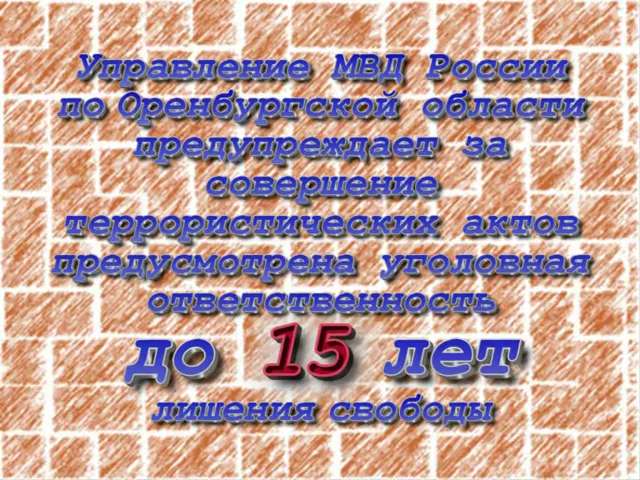 Управление МВД России
по Оренбургской области
предупреждает за
совершение
террористических актов
предусмотрена уголовная
ответственность
до 15 лет
лишения свободы